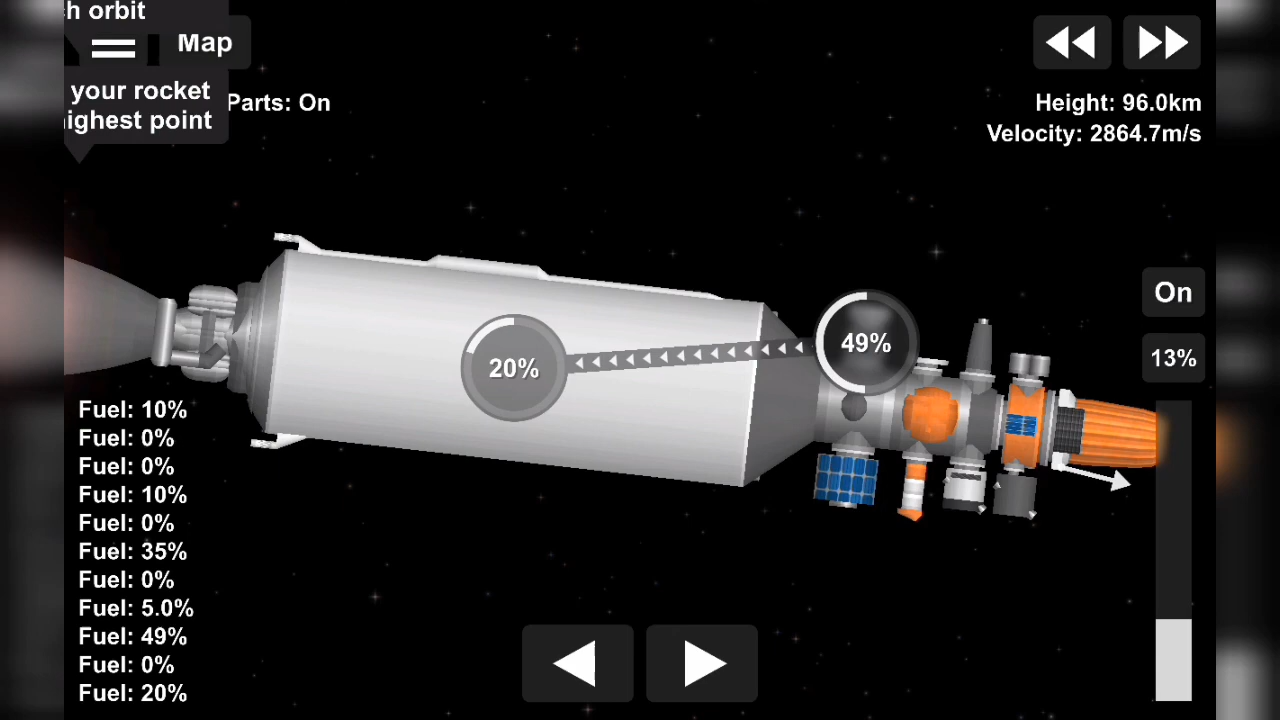 h orbit
Map
your rocket
ighest point
Parts: On
Height: 96.0km
Velocity: 2864.7m/s
On
13%
20%
49%
Fuel: 10%
Fuel: 0%
Fuel: 0%
Fuel: 10%
Fuel: 0%
Fuel: 35%
Fuel: 0%
Fuel: 5.0%
Fuel: 49%
Fuel: 0%
Fuel: 20%